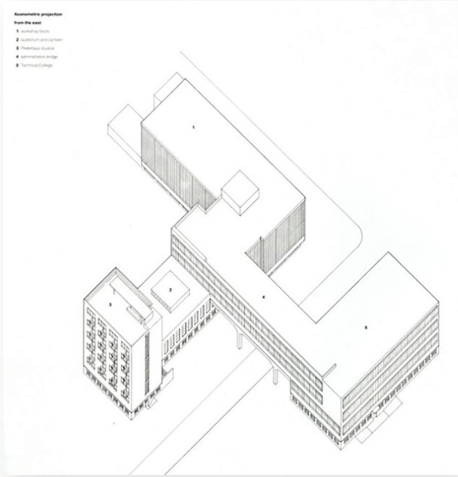 Axonometric projection
from the east
1 workshop block
2 auditorium and canteen
3 Prellerhaus studios
4 administration bridge
5 Technical College
1
2
3
4
5